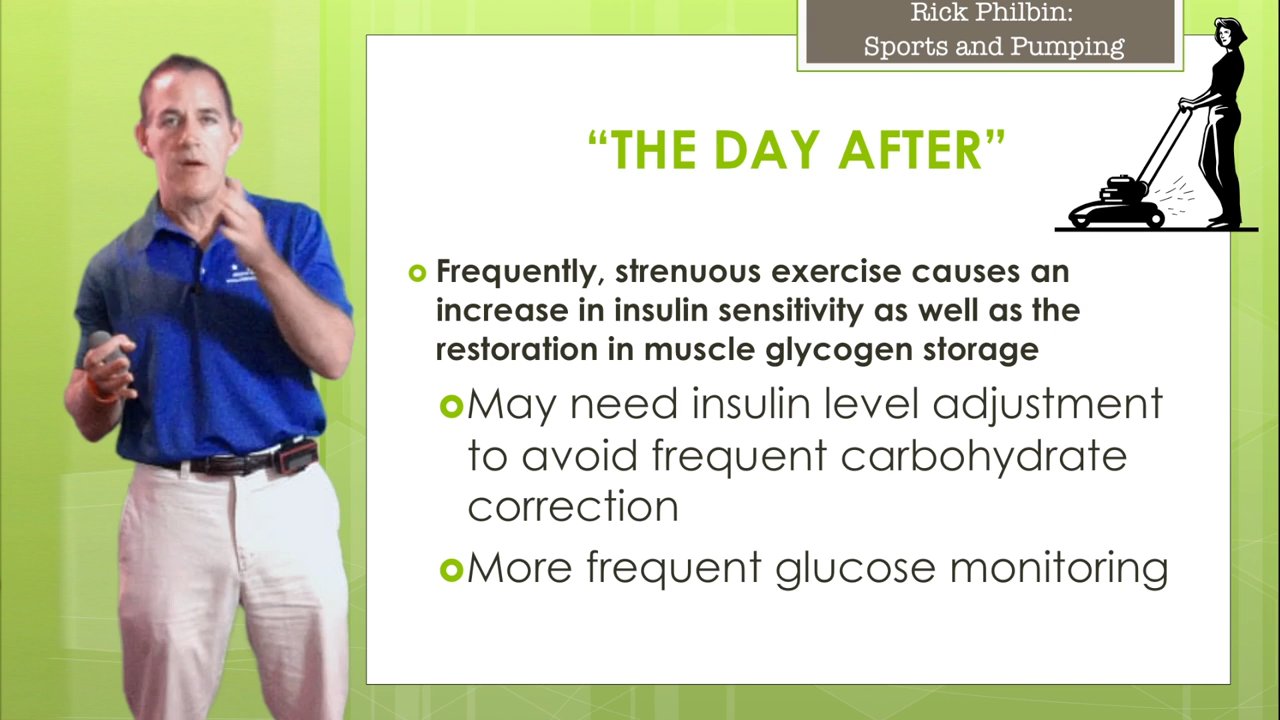 Rick Philbin:
Sports and Pumping
“THE DAY AFTER”
Frequently, strenuous exercise causes an
increase in insulin sensitivity as well as the
restoration in muscle glycogen storage
May need insulin level adjustment
to avoid frequent carbohydrate
correction
More frequent glucose monitoring